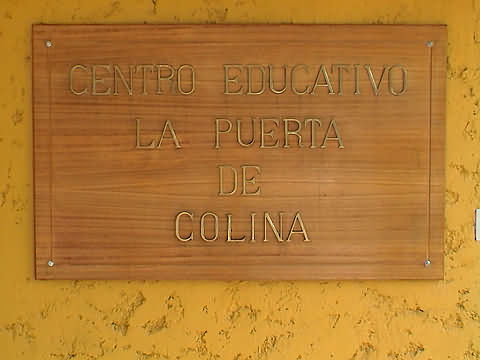 CENTRO EDUCATIVO
LA PUERTA
DE
COLINA